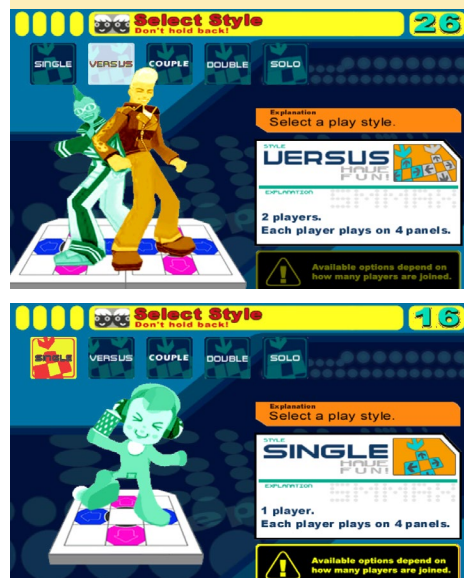 Select Style
Don't hold back!
26
SINGLE
VERSUS
COUPLE
DOUBLE
SOLO
Explanation
Select a play style.
STYLE
VERSUS
HAVE
FUN!
EXPLANATION
2 players.
Each player plays on 4 panels.
Available options depend on
how many players are joined.
Select Style
Don't hold back!
16
SINGLE
VERSUS
COUPLE
DOUBLE
SOLO
Explanation
Select a play style.
STYLE
SINGLE
HAVE
FUN!
EXPLANATION
1 player.
Each player plays on 4 panels.
Available options depend on
how many players are joined.